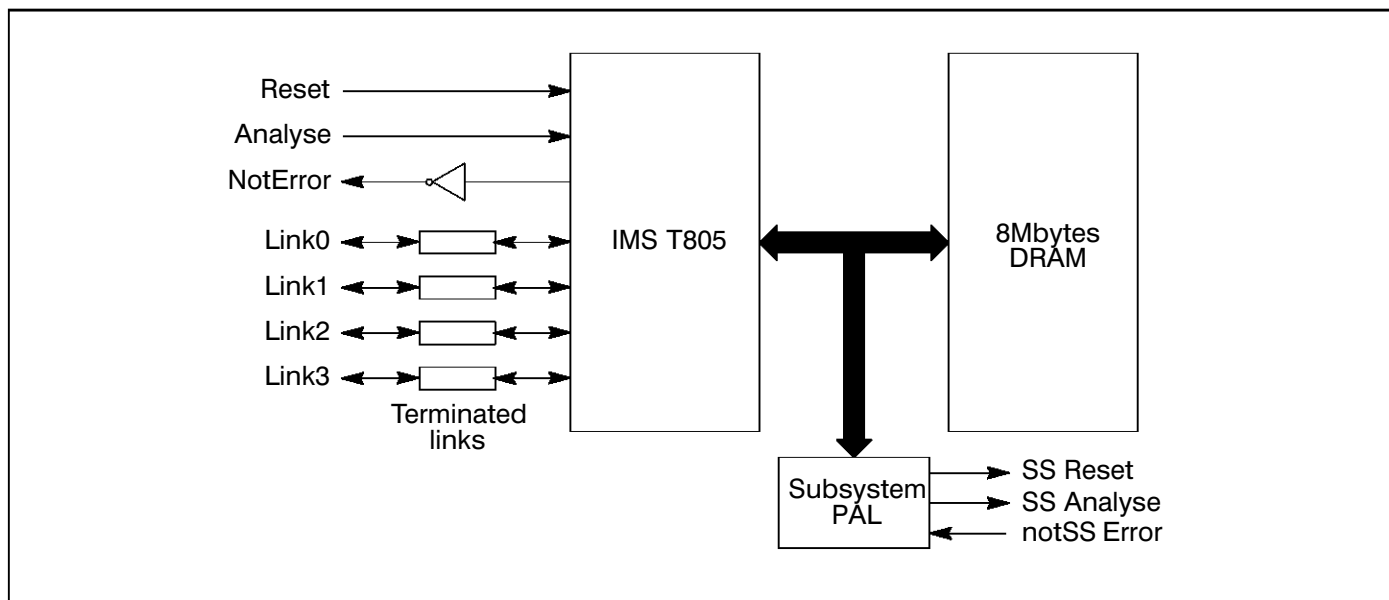 Reset
Analyse
NotError
Link0
Link1
Link2
Link3
Terminated
links
IMS T805
8Mbytes
DRAM
Subsystem
PAL
SS Reset
SS Analyse
notSS Error